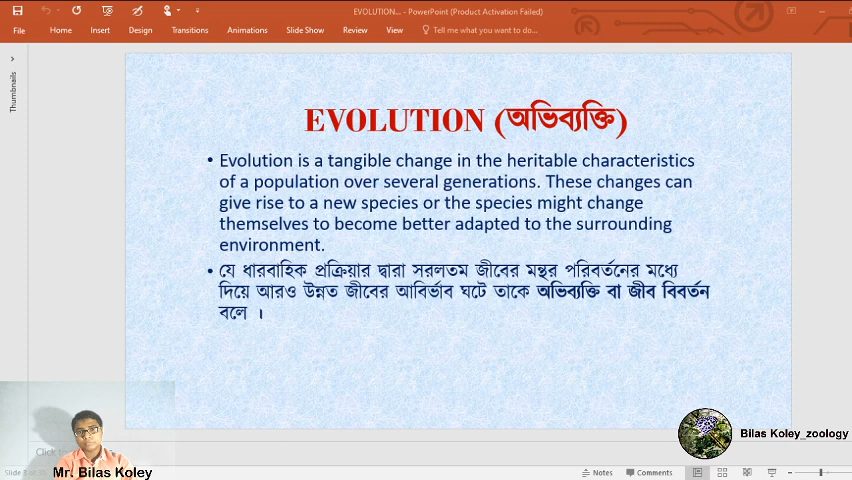 EVOLUTION... - PowerPoint (Product Activation Failed)
File Home Insert Design Transitions Animations Slide Show Review View Tell me what you want to do...
Thumbnails
EVOLUTION (অভিব্যক্তি)
• Evolution is a tangible change in the heritable characteristics
of a population over several generations. These changes can
give rise to a new species or the species might change
themselves to become better adapted to the surrounding
environment.
• যে ধারবাহিক প্রক্রিয়ার দ্বারা সরলতম জীবের মন্থর পরিবর্তনের মধ্যে
দিয়ে আরও উন্নত জীবের আবির্ভাব ঘটে তাকে অভিব্যক্তি বা জীব বিবর্তন
বলে ।
Bilas Koley_zoology
Click to
Mr. Bilas Koley
Slide
Notes Comments